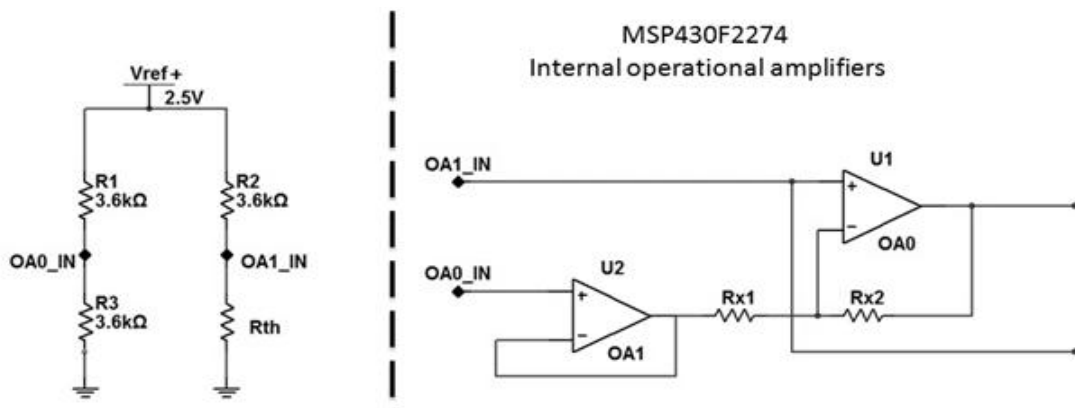 MSP430F2274
Internal operational amplifiers
Vref+
2.5V
R1
3.6kΩ
R2
3.6kΩ
OA0_IN
OA1_IN
R3
3.6kΩ
Rth
OA1_IN
U1
+
−
OA0
OA0_IN
U2
+
−
OA1
Rx1
Rx2